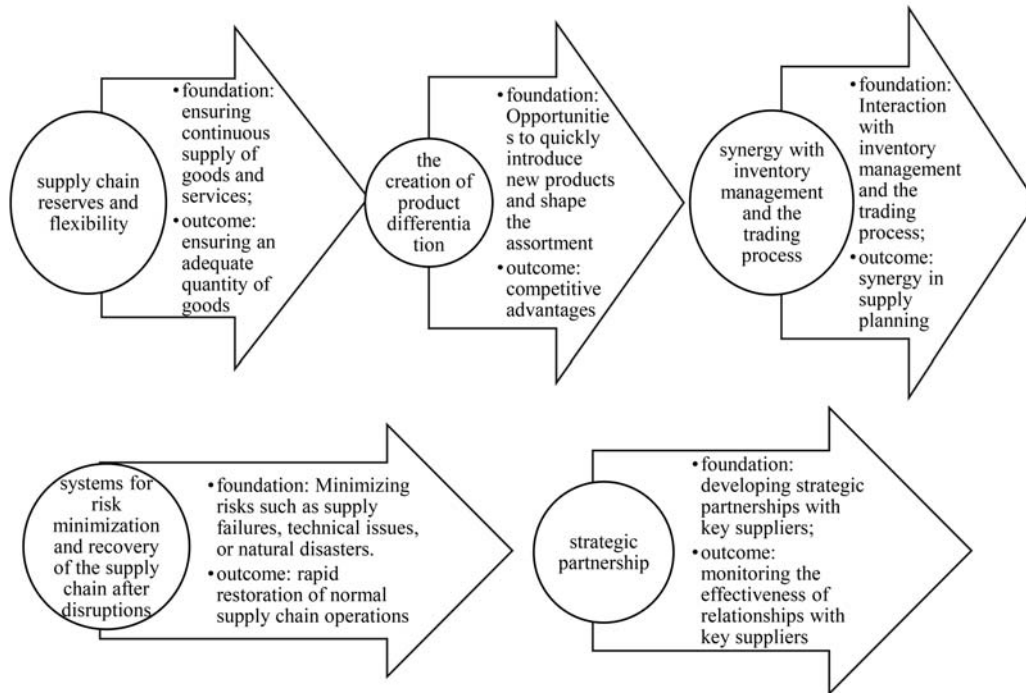 supply chain
reserves and
flexibility
•foundation:
ensuring
continuous
supply of
goods and
services;
•outcome:
ensuring an
adequate
quantity of
goods
the
creation of
product
differentia
tion
•foundation:
Opportuniti
es to quickly
introduce
new products
and shape
the
assortment
•outcome:
competitive
advantages
synergy with
inventory
management
and the
trading
process
•foundation:
Interaction
with
inventory
management
and the
trading
process;
•outcome:
synergy in
supply
planning
systems for
risk
minimization
and recovery
of the supply
chain after
disruptions
•foundation: Minimizing
risks such as supply
failures, technical issues,
or natural disasters.
•outcome: rapid
restoration of normal
supply chain operations
strategic
partnership
•foundation:
developing strategic
partnerships with
key suppliers;
•outcome:
monitoring the
effectiveness of
relationships with
key suppliers